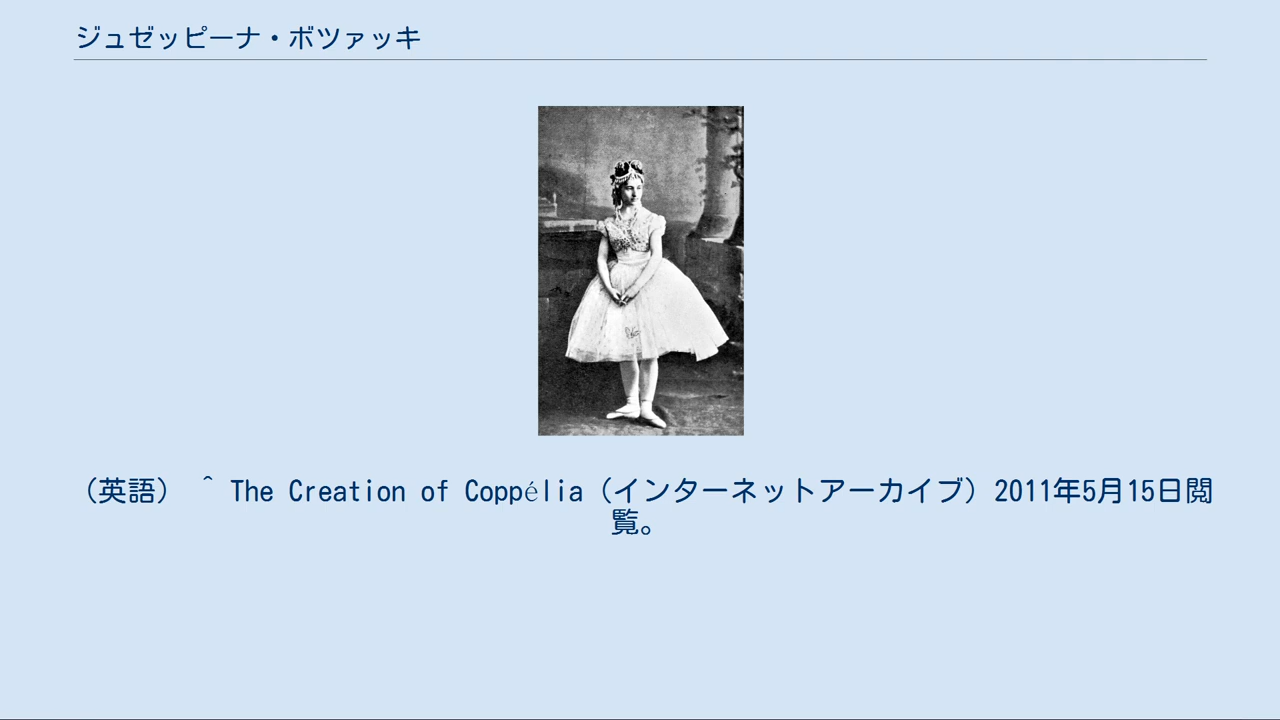 ジュゼッピーナ・ボツァッキ
（英語） ^ The Creation of Coppélia（インターネットアーカイブ）2011年5月15日閲
覧。